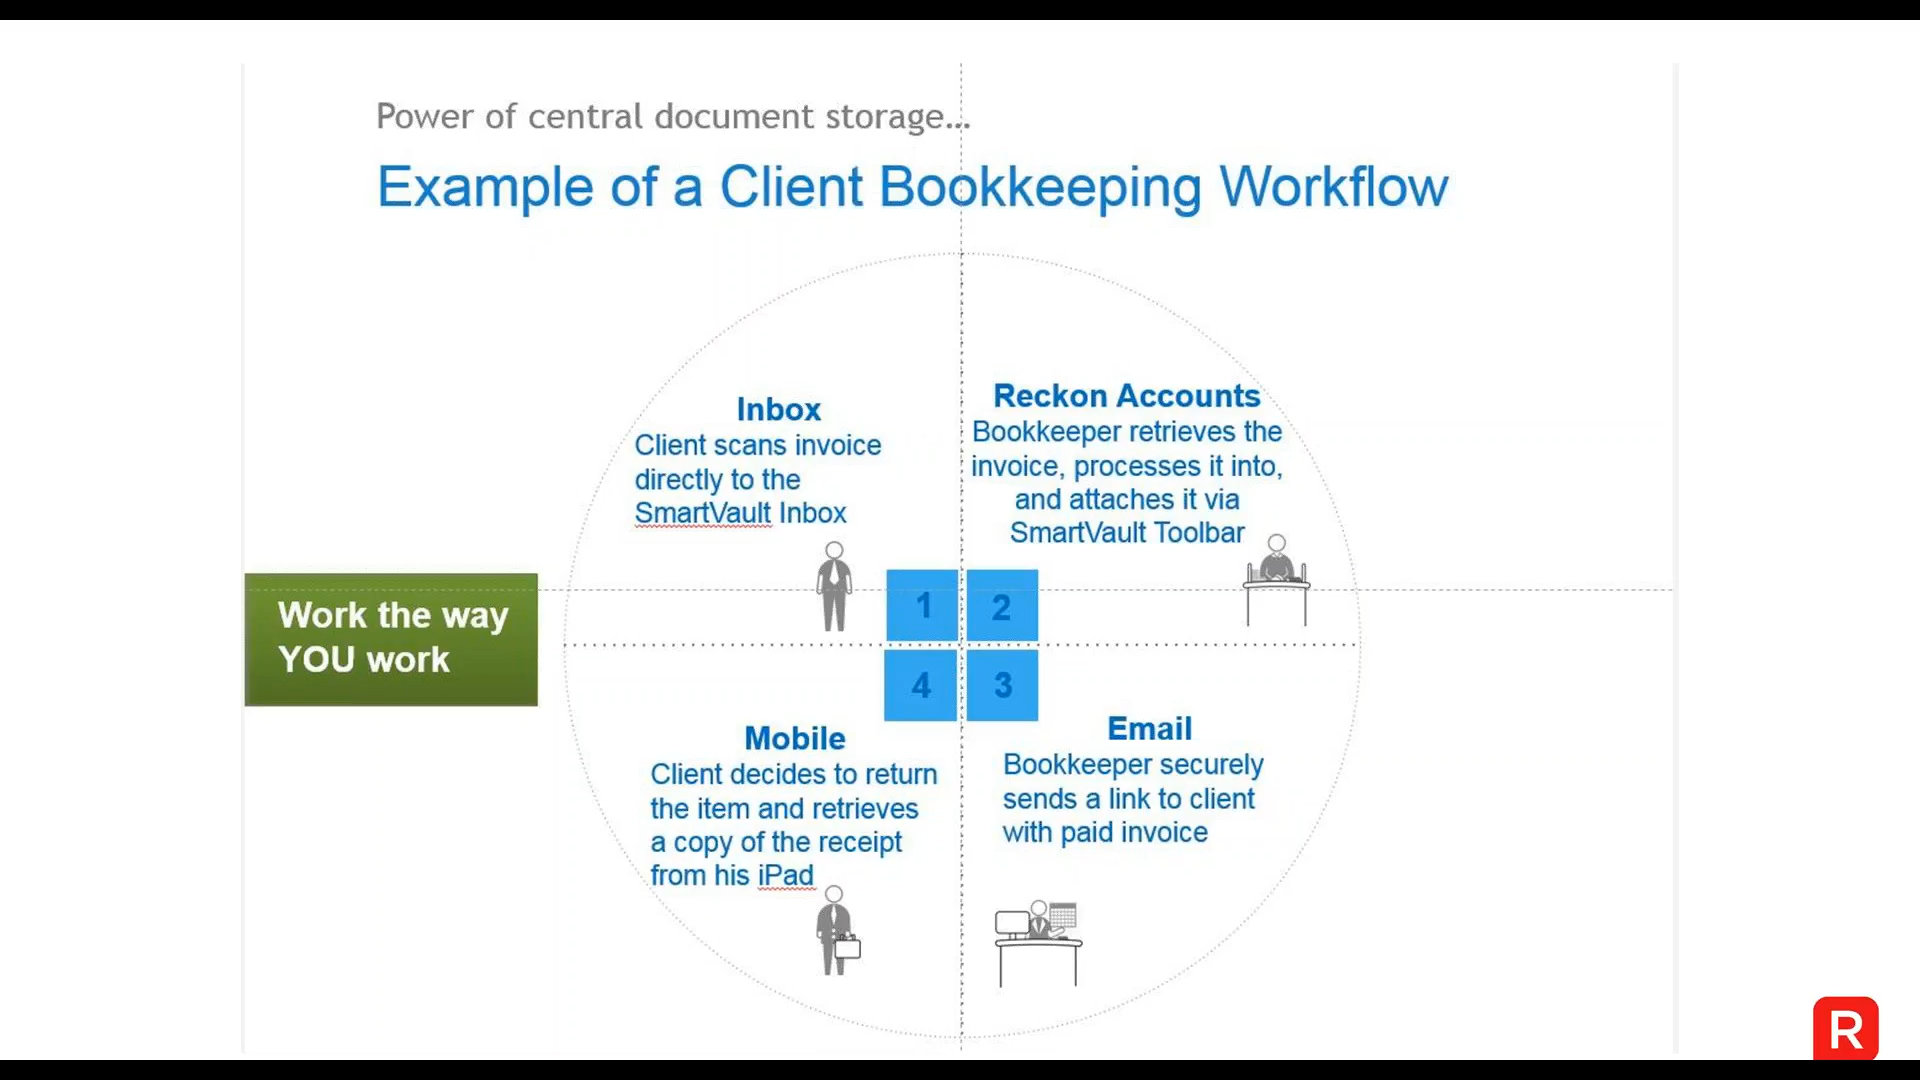 Power of central document storage...
Example of a Client Bookkeeping Workflow
Inbox
Client scans invoice
directly to the
SmartVault Inbox
Reckon Accounts
Bookkeeper retrieves the
invoice, processes it into,
and attaches it via
SmartVault Toolbar
Work the way
YOU work
1
2
4
3
Mobile
Client decides to return
the item and retrieves
a copy of the receipt
from his iPad
Email
Bookkeeper securely
sends a link to client
with paid invoice
R